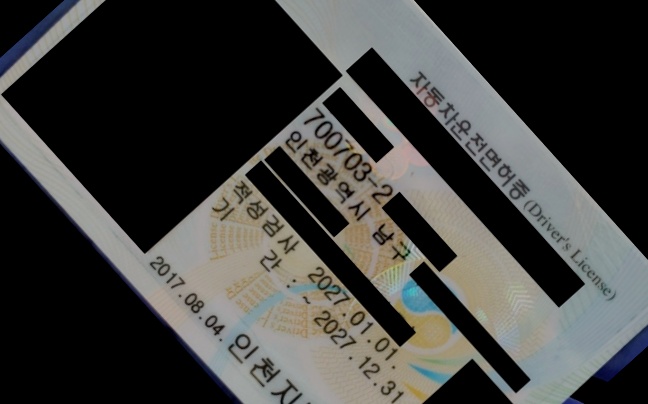 자동차운전면허증 (Driver's License)
700703-2
인천광역시 남구
적성검사 2027.01.01.
기 간 : ~ 2027.12.31
2017.08.04. 인천지